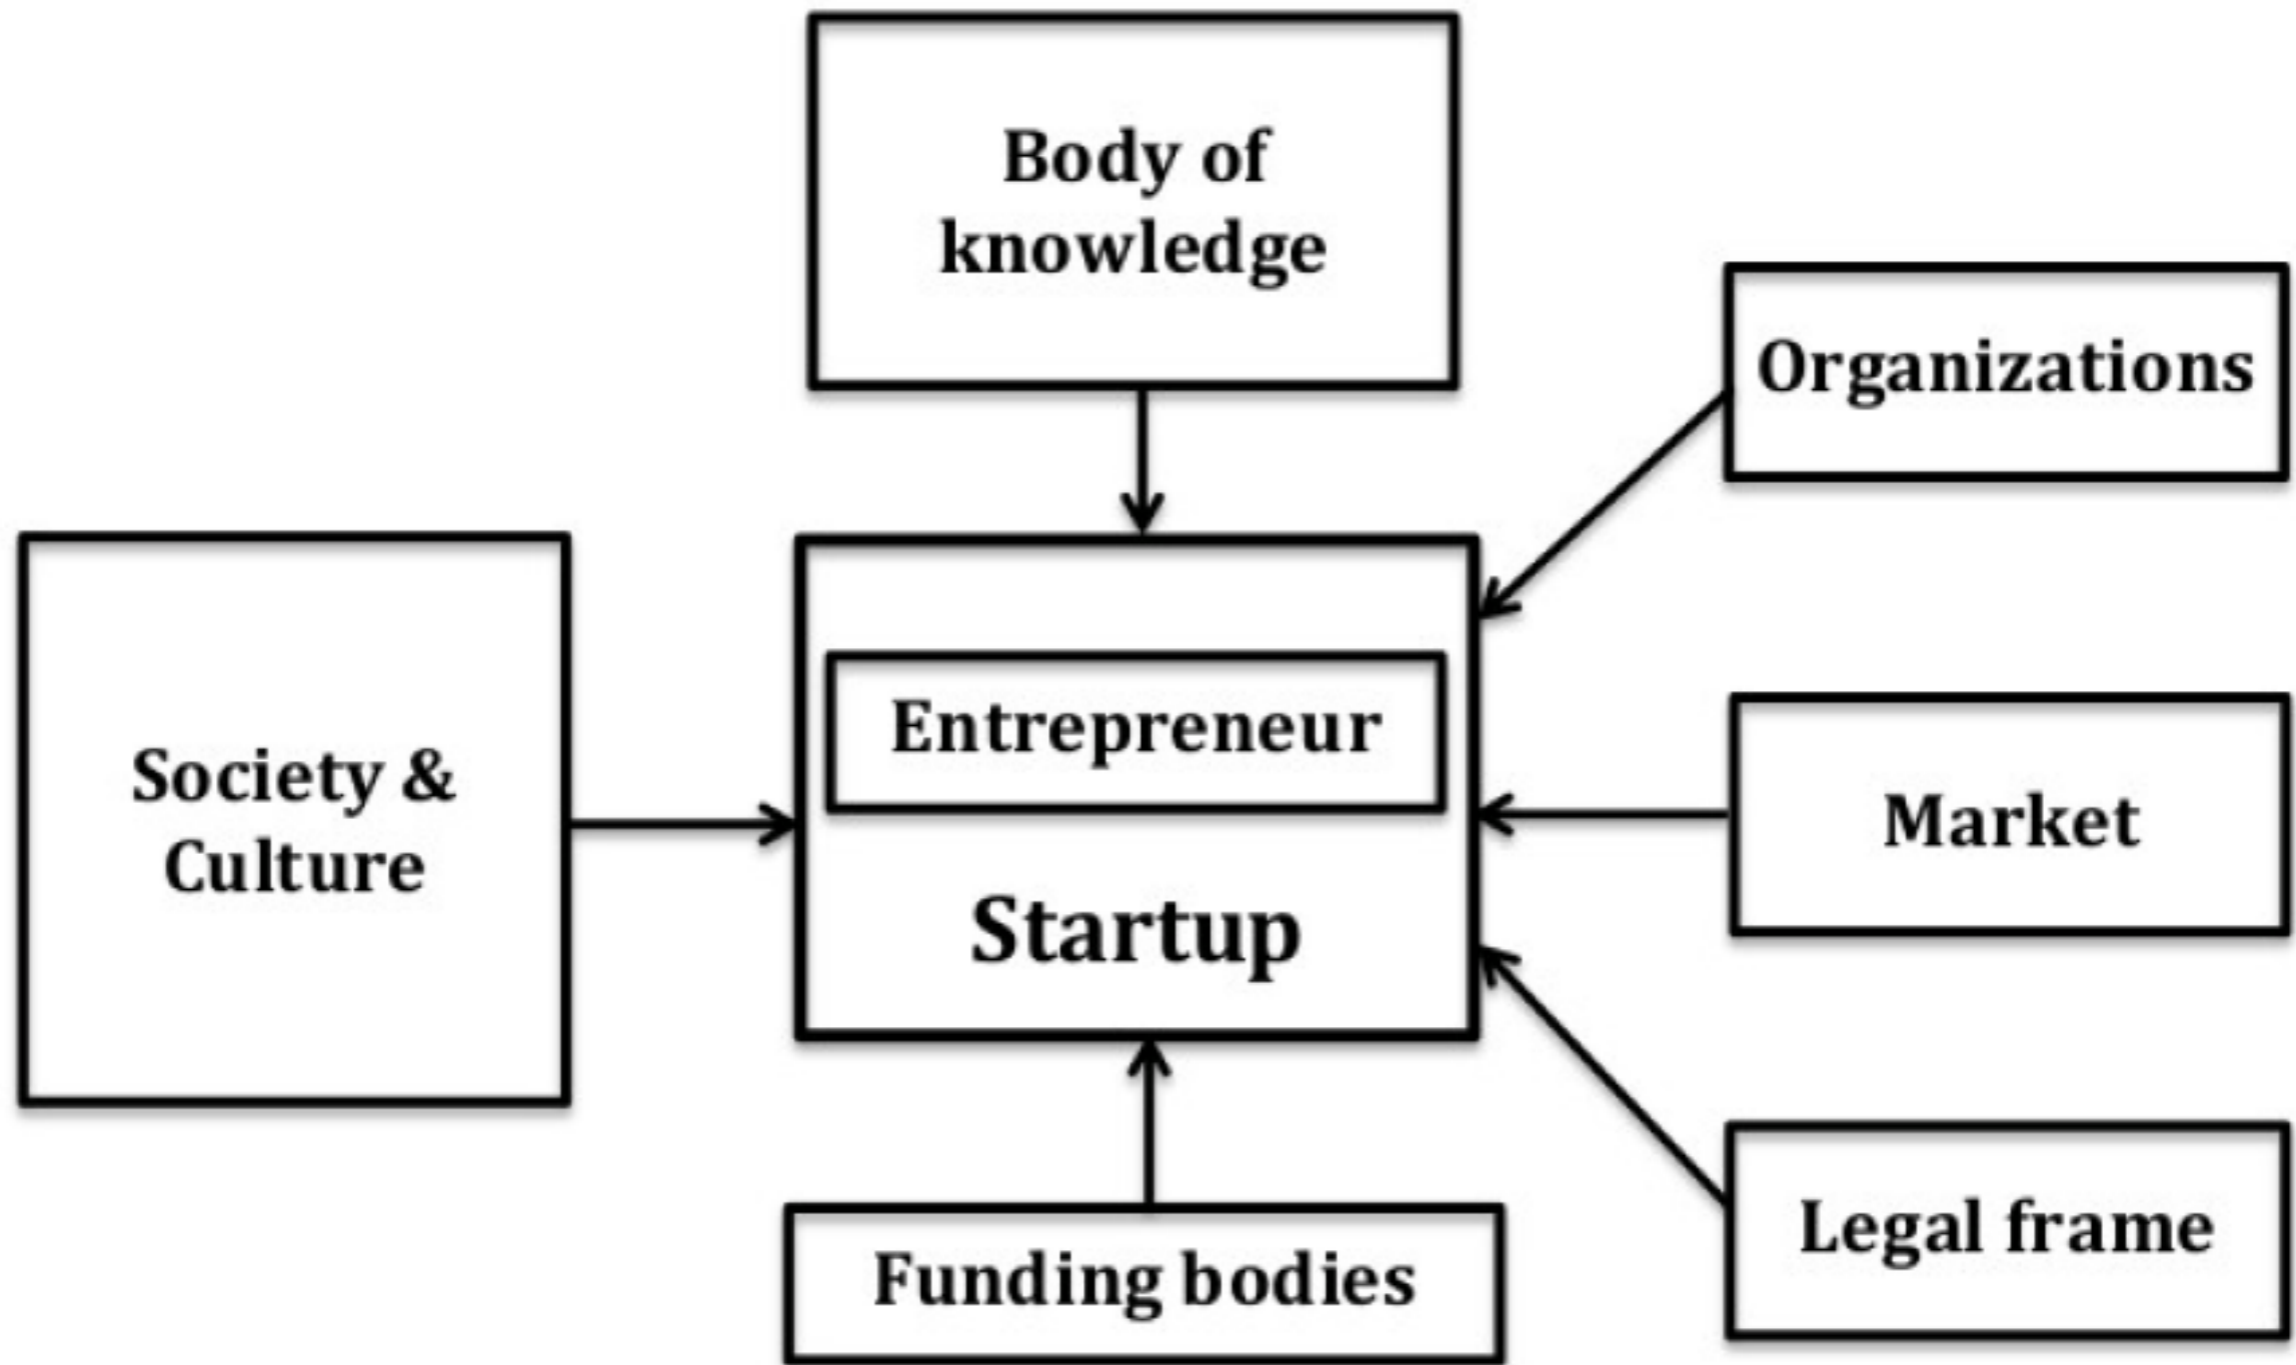 Body of
knowledge
Organizations
Society &
Culture
Entrepreneur
Startup
Market
Funding bodies
Legal frame